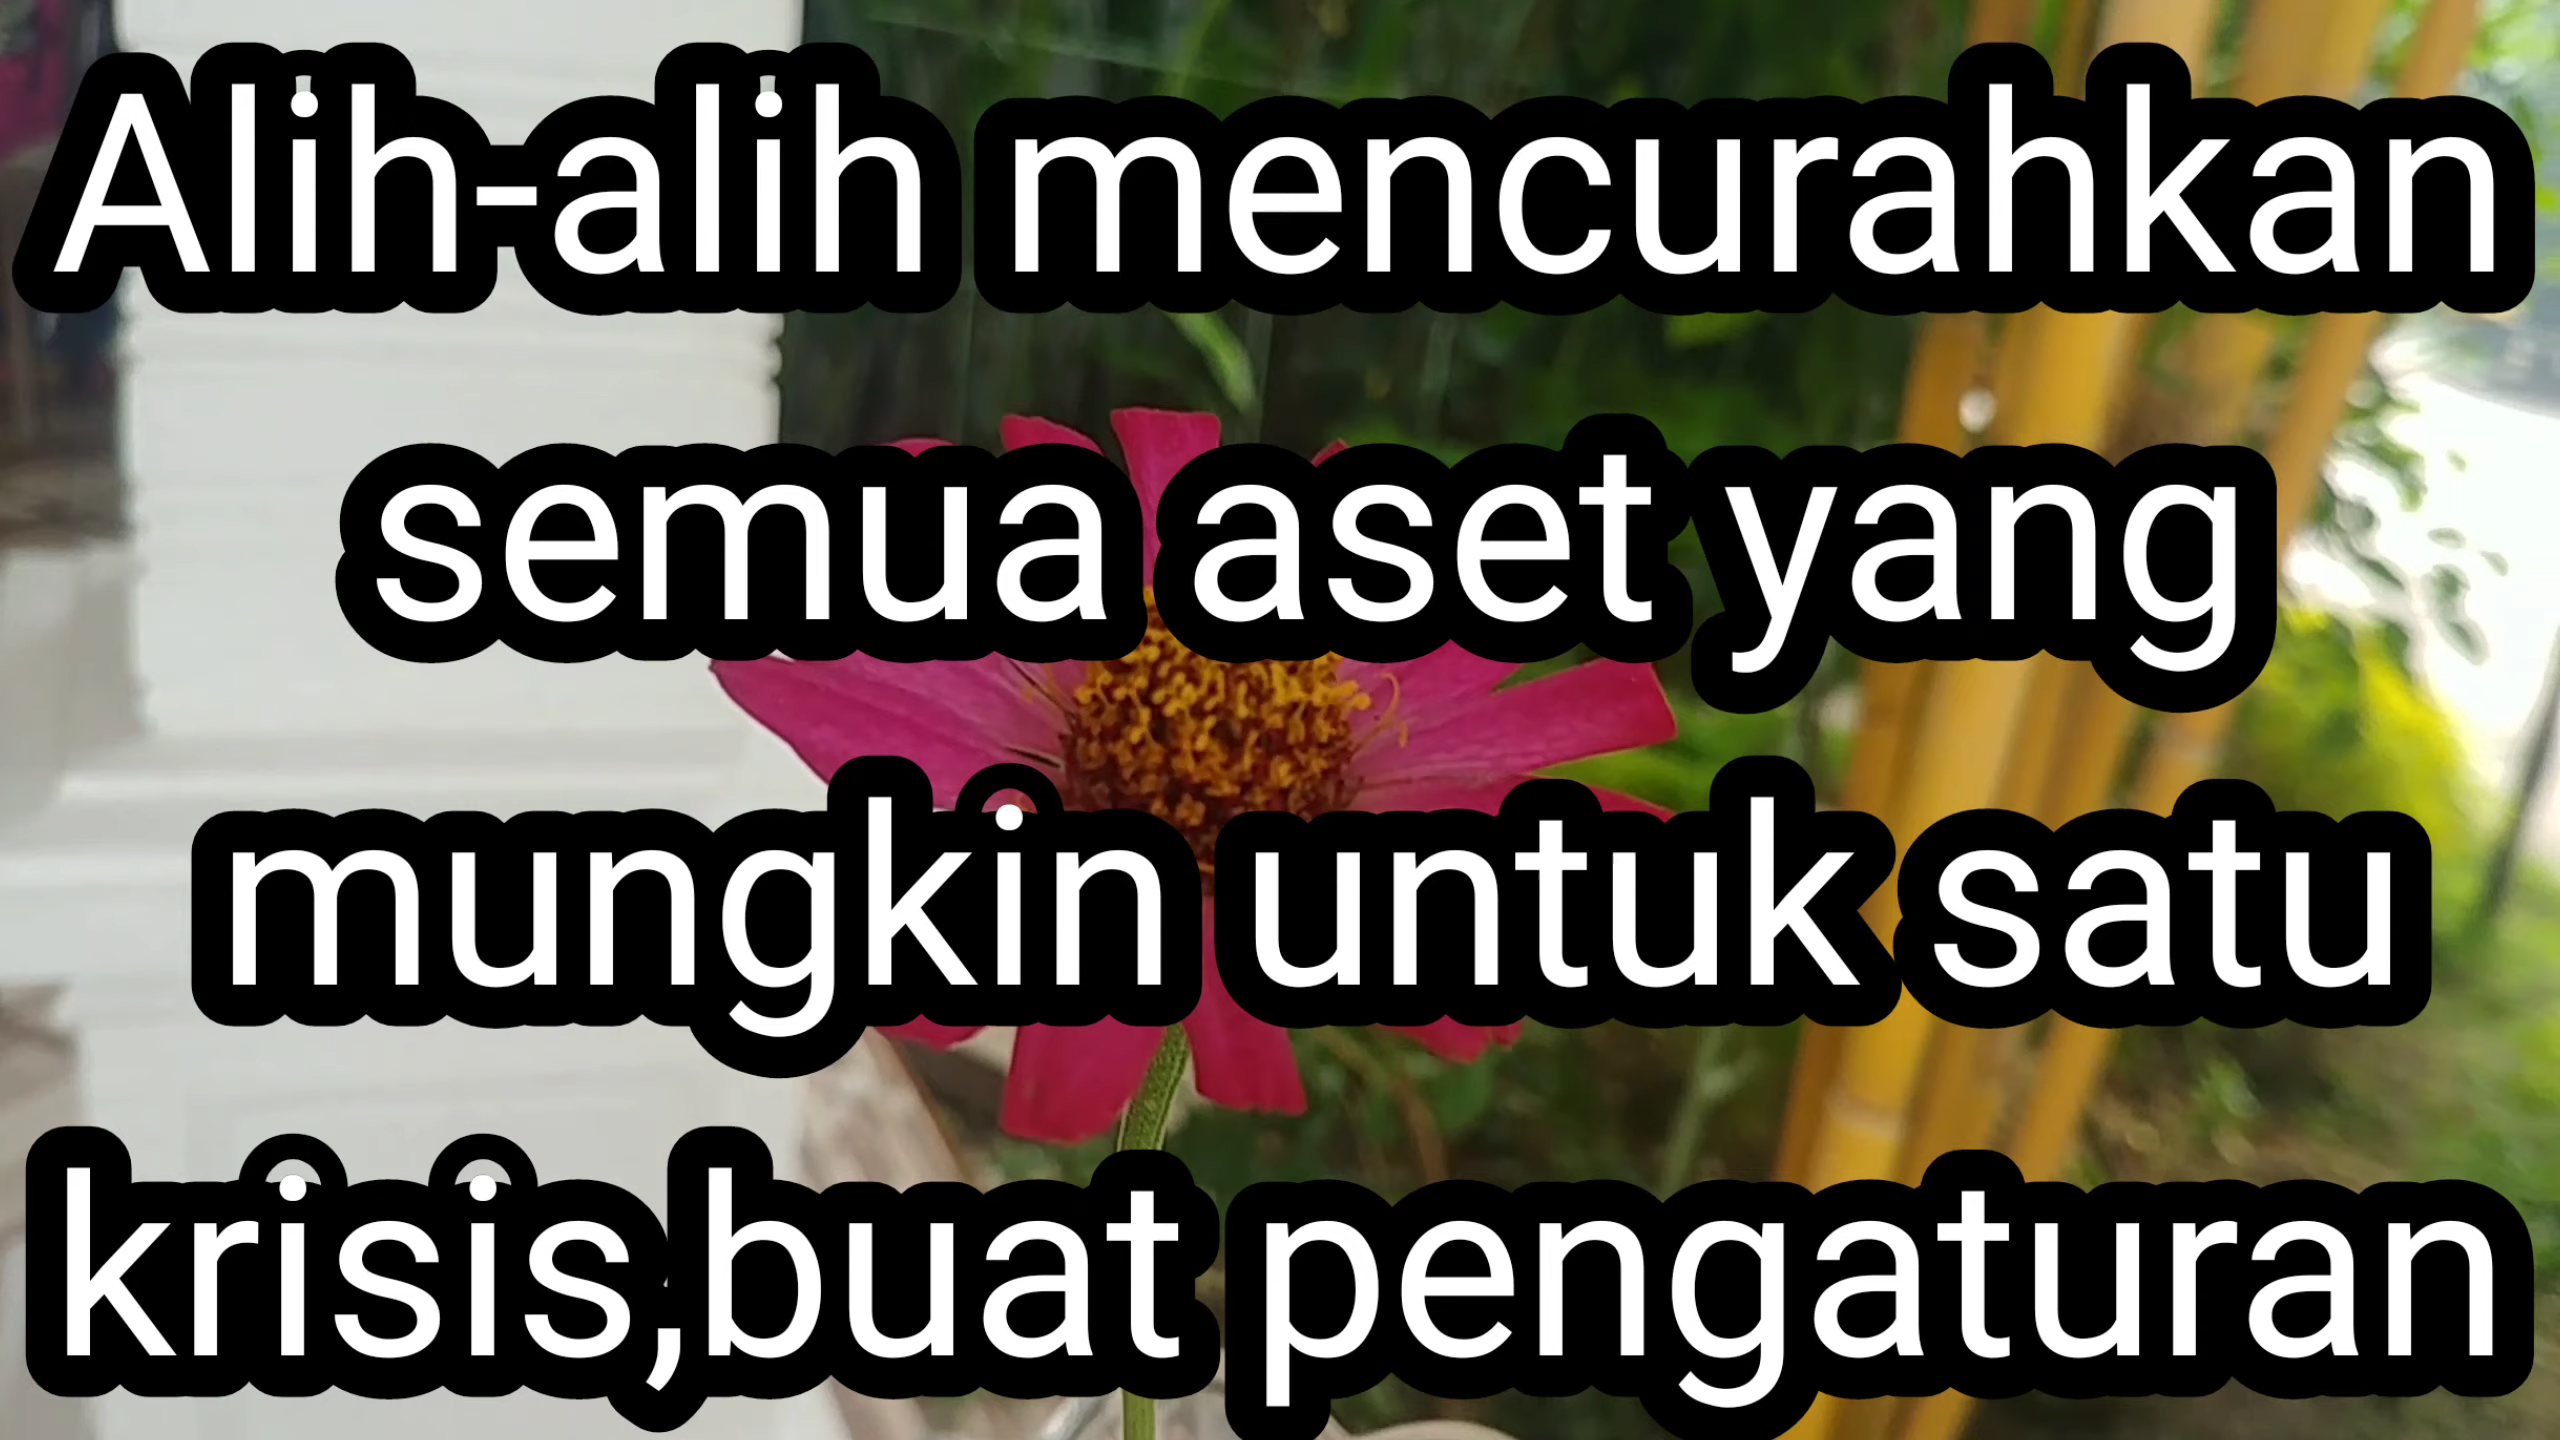 Alih-alih mencurahkan
semua aset yang
mungkin untuk satu
krisis,buat pengaturan